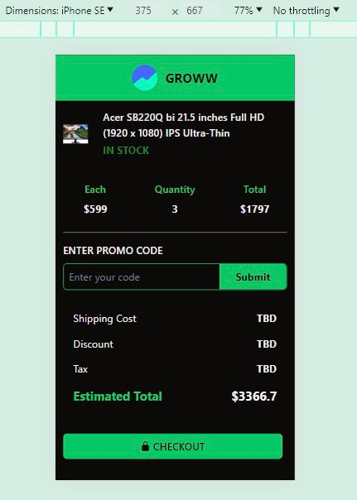 Dimensions: iPhone SE ▼ 375 × 667 77% ▼ No throttling ▼
GROWW
Acer SB220Q bi 21.5 inches Full HD
(1920 x 1080) IPS Ultra-Thin
IN STOCK
Each Quantity Total
$599 3 $1797
ENTER PROMO CODE
Enter your code Submit
Shipping Cost TBD
Discount TBD
Tax TBD
Estimated Total $3366.7
CHECKOUT